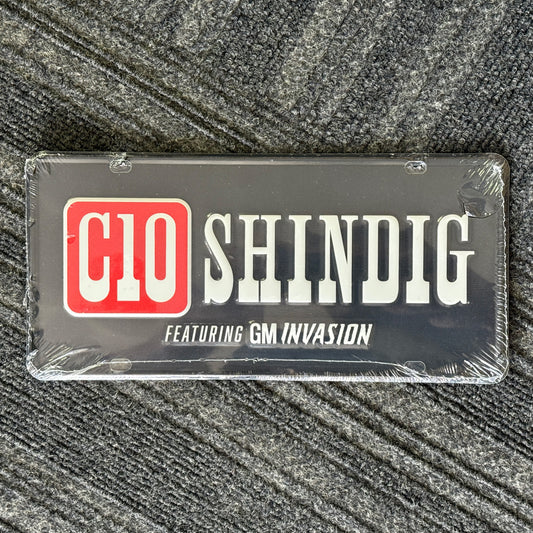 C10 SHINDIG
FEATURING GM INVASION